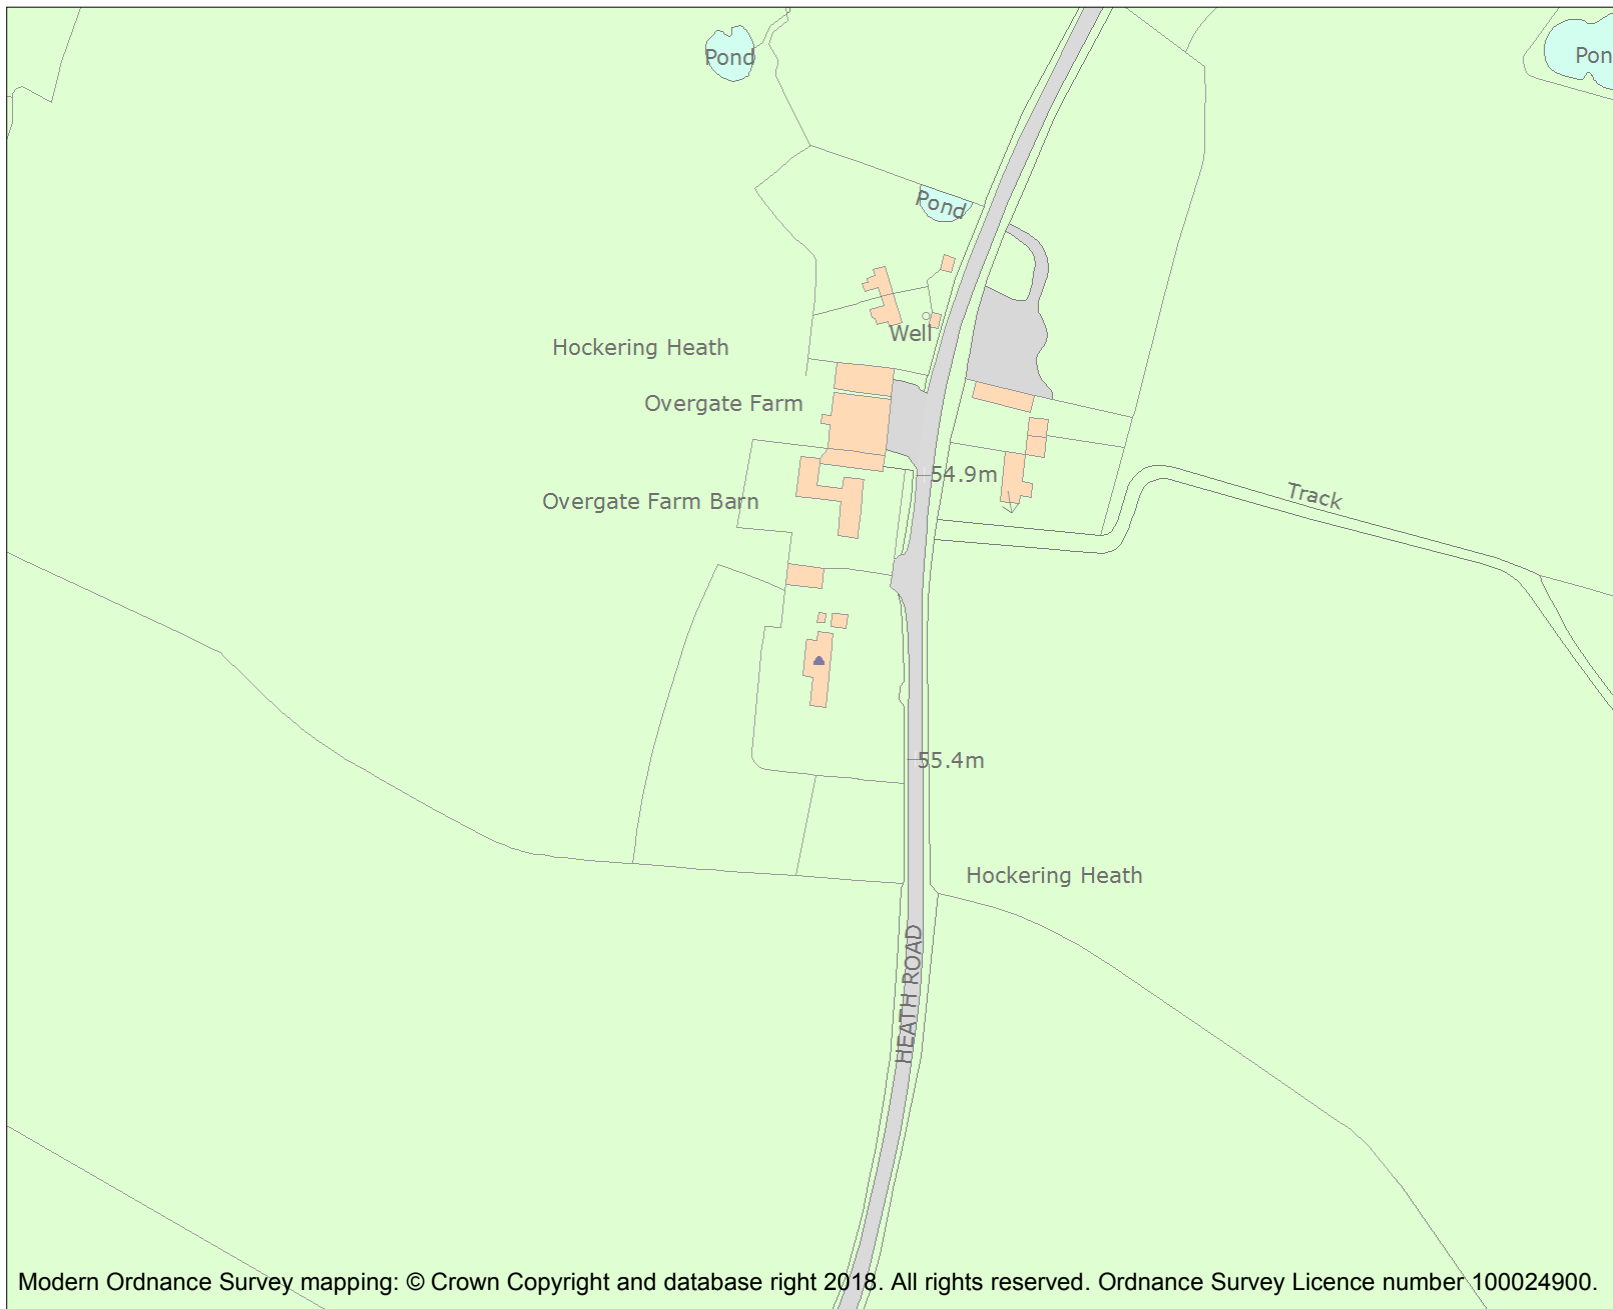 Pond
Pon
Pond
Well
Hockering Heath
Overgate Farm
54.9m
Overgate Farm Barn
Track
55.4m
Hockering Heath
HEATH ROAD
Modern Ordnance Survey mapping: © Crown Copyright and database right 2018. All rights reserved. Ordnance Survey Licence number 100024900.